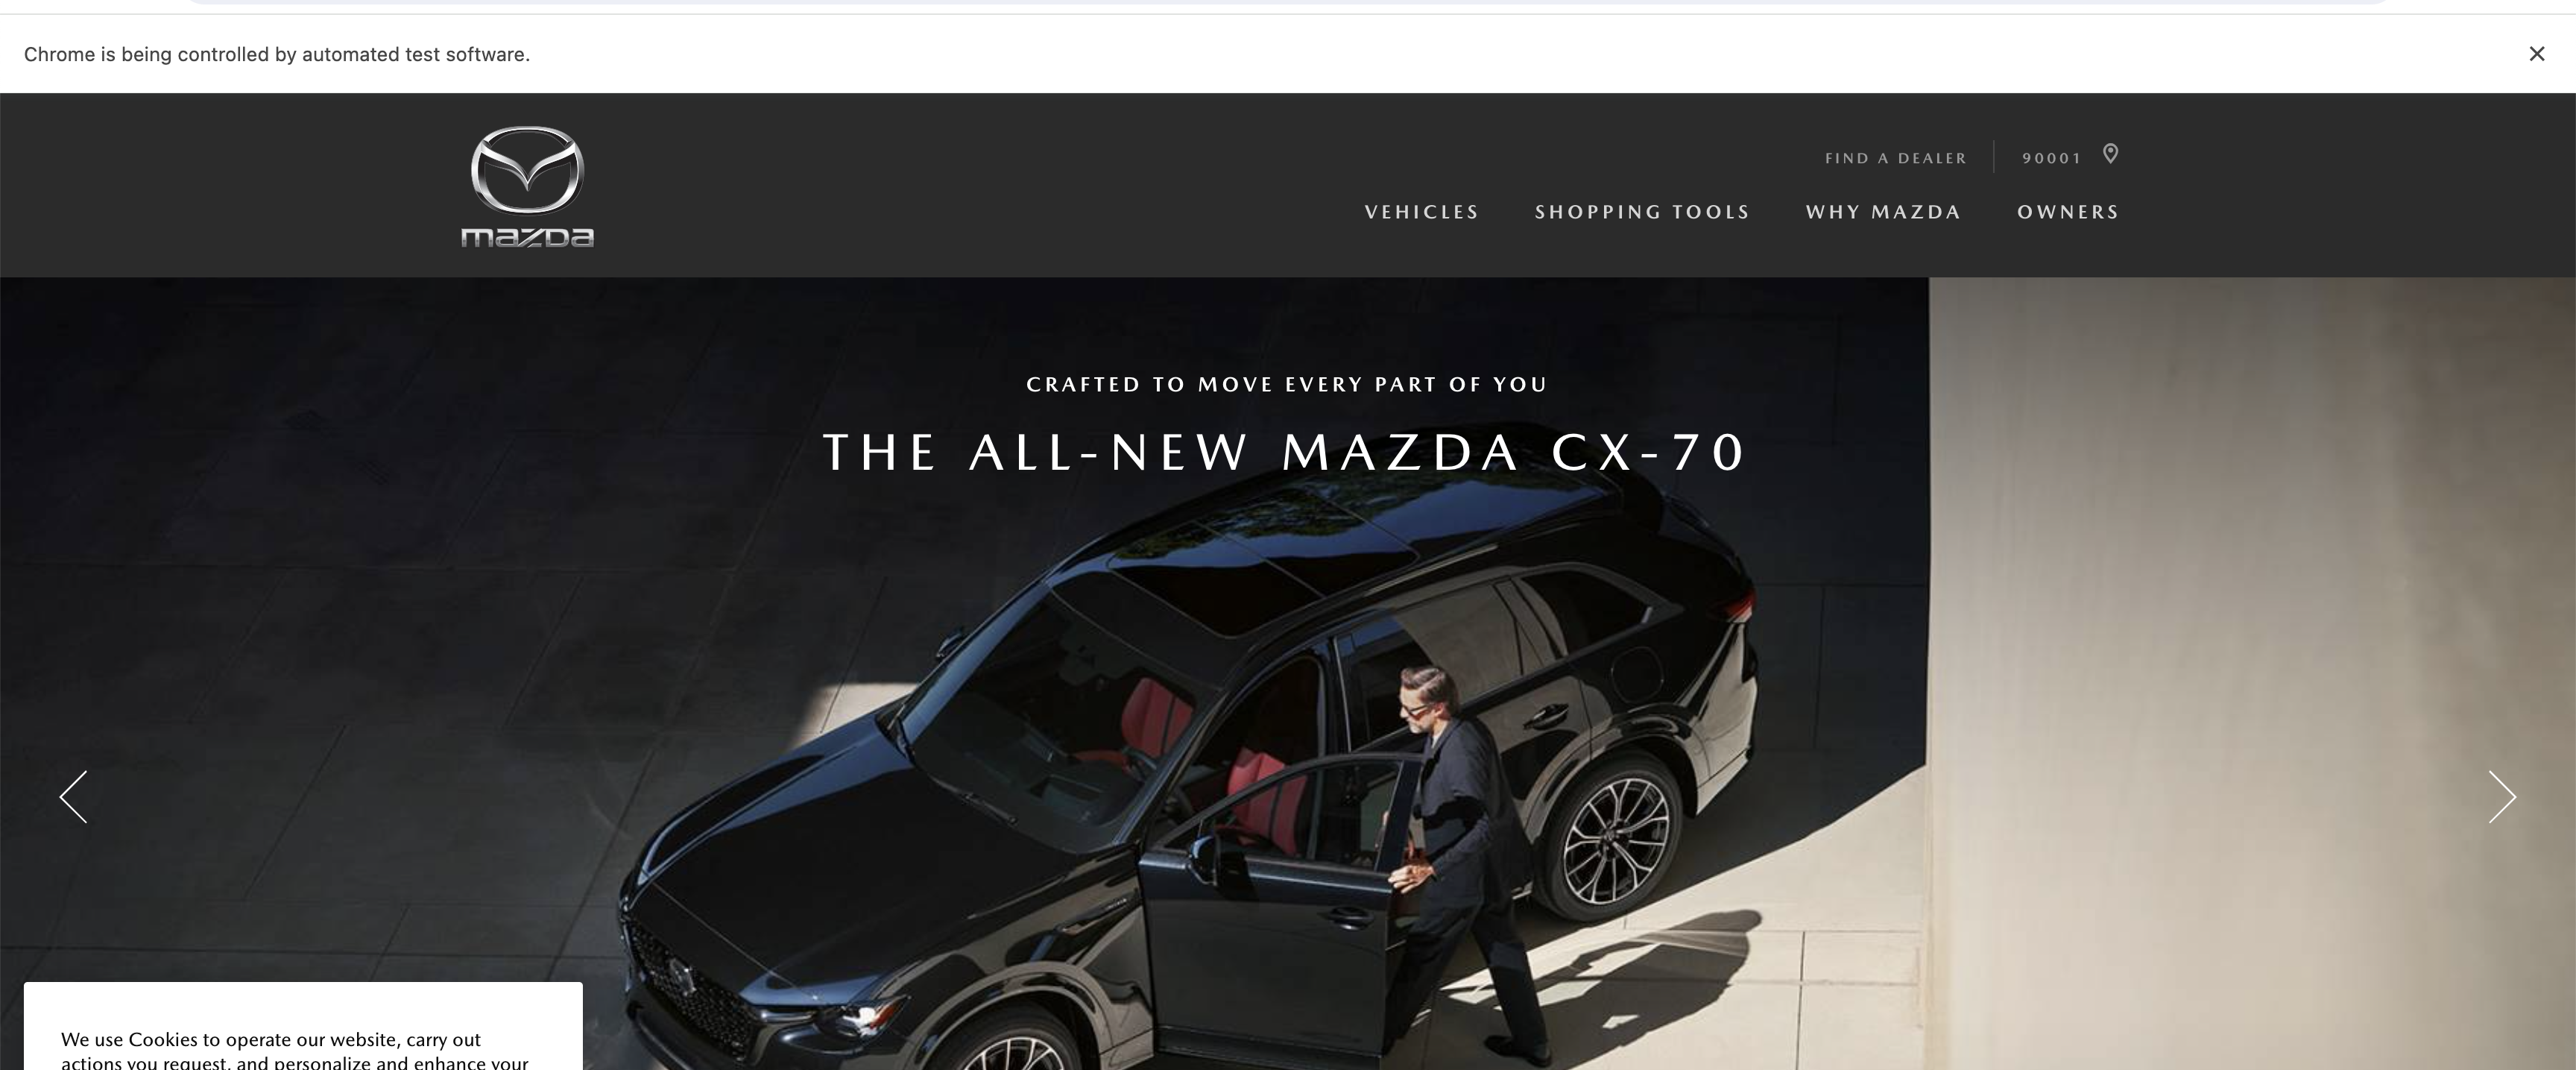 Chrome is being controlled by automated test software.
mazda
FIND A DEALER
90001
VEHICLES
SHOPPING TOOLS
WHY MAZDA
OWNERS
CRAFTED TO MOVE EVERY PART OF YOU
THE ALL-NEW MAZDA CX-70
We use Cookies to operate our website, carry out
actions you request, and personalize and enhance your